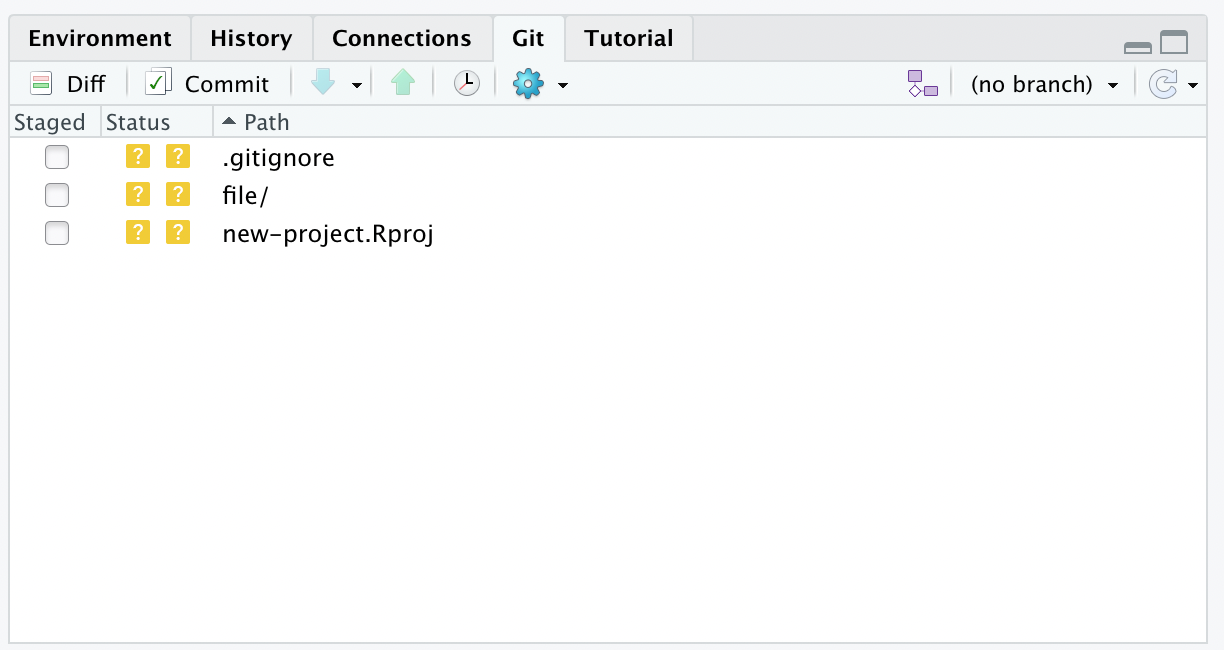 Environment History Connections Git Tutorial
Diff Commit (no branch)
Staged Status Path
? ? .gitignore
? ? file/
? ? new-project.Rproj